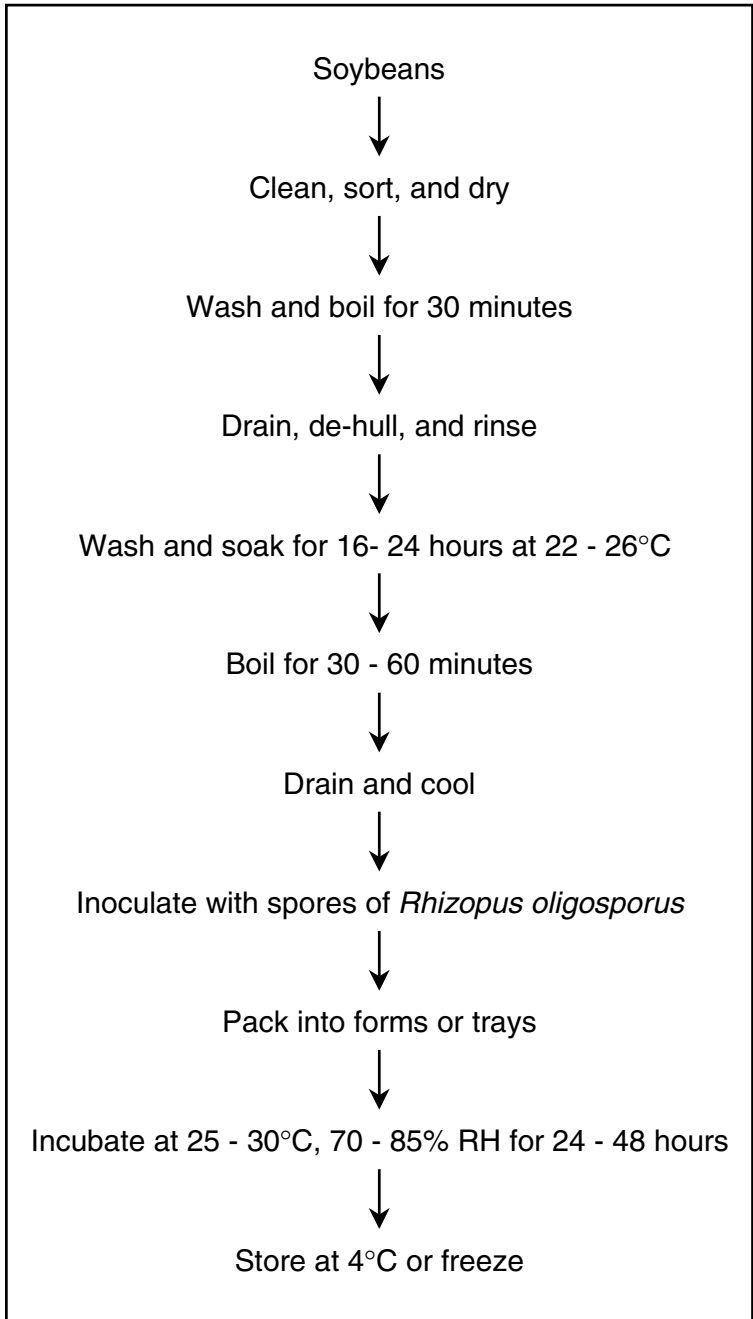 Soybeans
Clean, sort, and dry
Wash and boil for 30 minutes
Drain, de-hull, and rinse
Wash and soak for 16- 24 hours at 22 - 26°C
Boil for 30 - 60 minutes
Drain and cool
Inoculate with spores of Rhizopus oligosporus
Pack into forms or trays
Incubate at 25 - 30°C, 70 - 85% RH for 24 - 48 hours
Store at 4°C or freeze